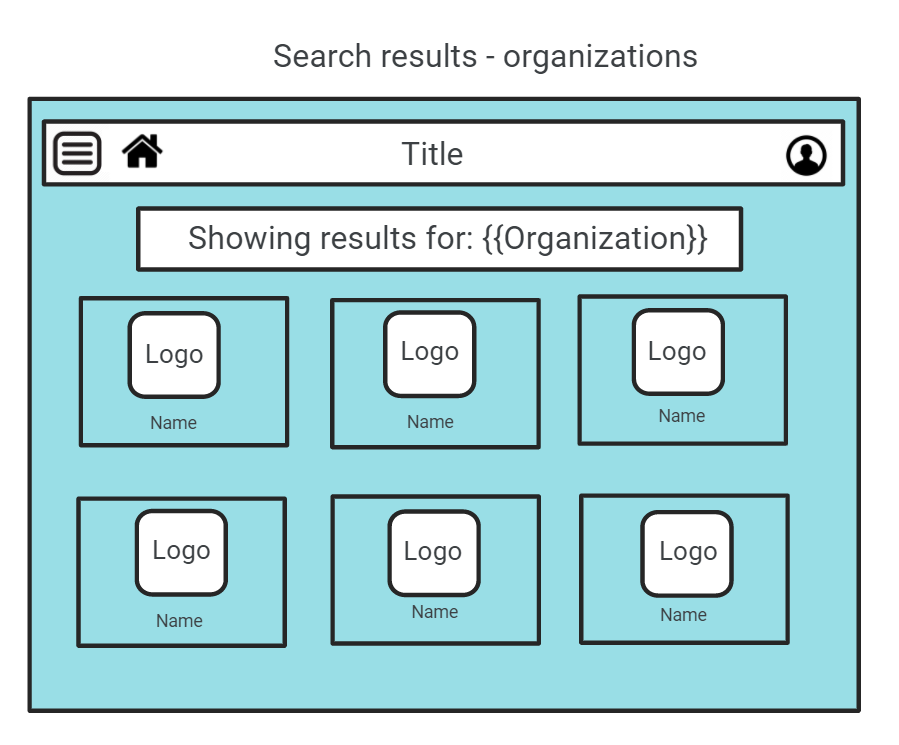 Search results - organizations
Title
Showing results for: {{Organization}}
Logo
Name
Logo
Name
Logo
Name
Logo
Name
Logo
Name
Logo
Name